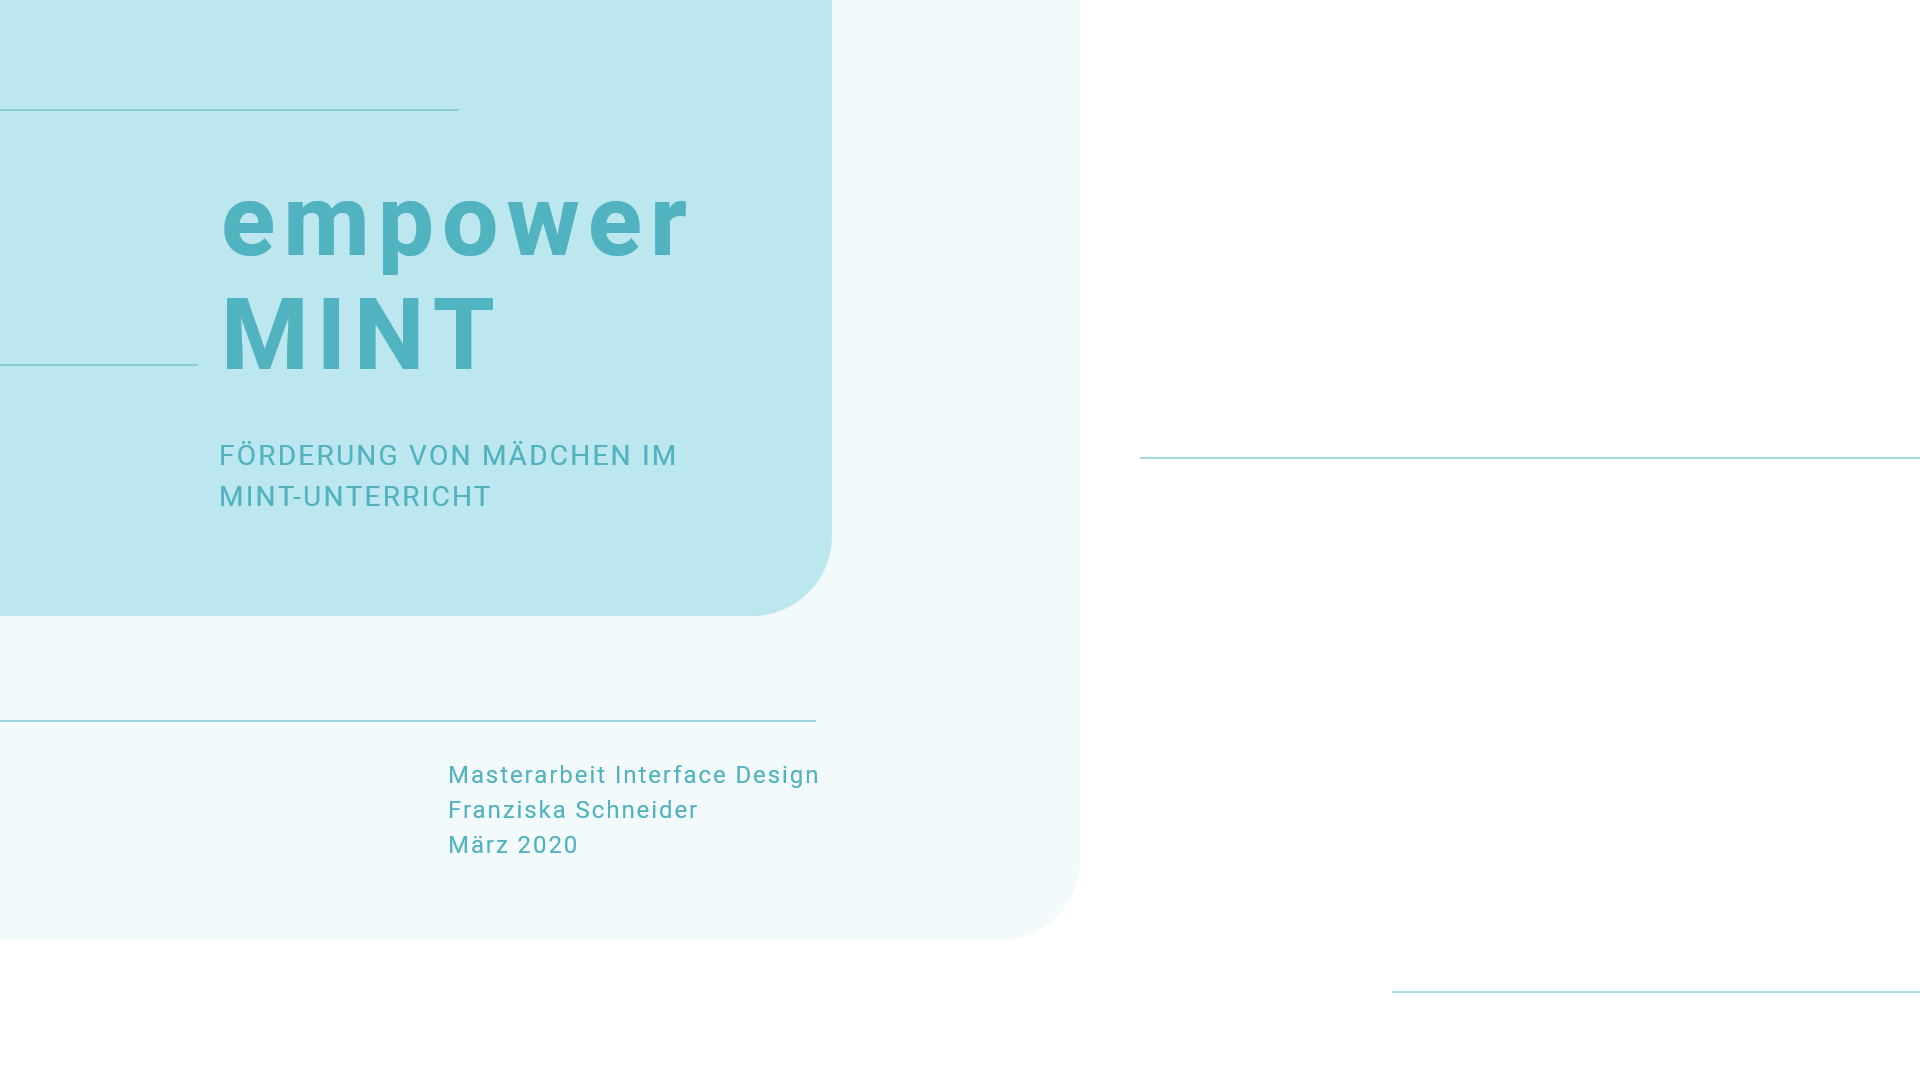 empower
MINT
FÖRDERUNG VON MÄDCHEN IM
MINT-UNTERRICHT
Masterarbeit Interface Design
Franziska Schneider
März 2020